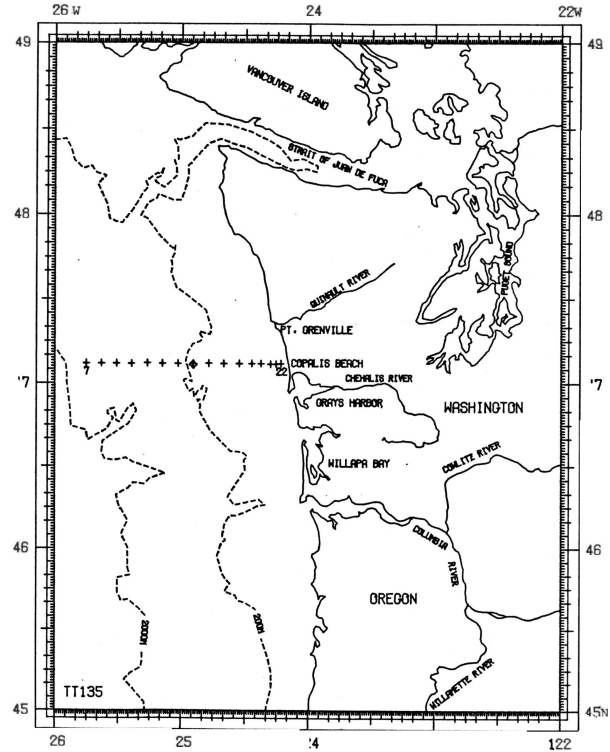 26 W 24 22W
49 49
VANCOUVER ISLAND
STRAIT OF JUAN DE FUCA
48 48
PUGET SOUND
QUINAULT RIVER
PT. GRENVILLE
7 22 COPALIS BEACH
'7 47
CHEHALIS RIVER
GRAYS HARBOR
WASHINGTON
WILLAPA BAY
COWLITZ RIVER
46 46
COLUMBIA
RIVER
OREGON
2000M 200M
WILLAMETTE RIVER
TT135
45 45N
26 25 '4 122